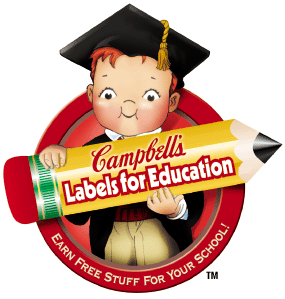 Campbell's
Labels for Education
EARN FREE STUFF FOR YOUR SCHOOL!
TM